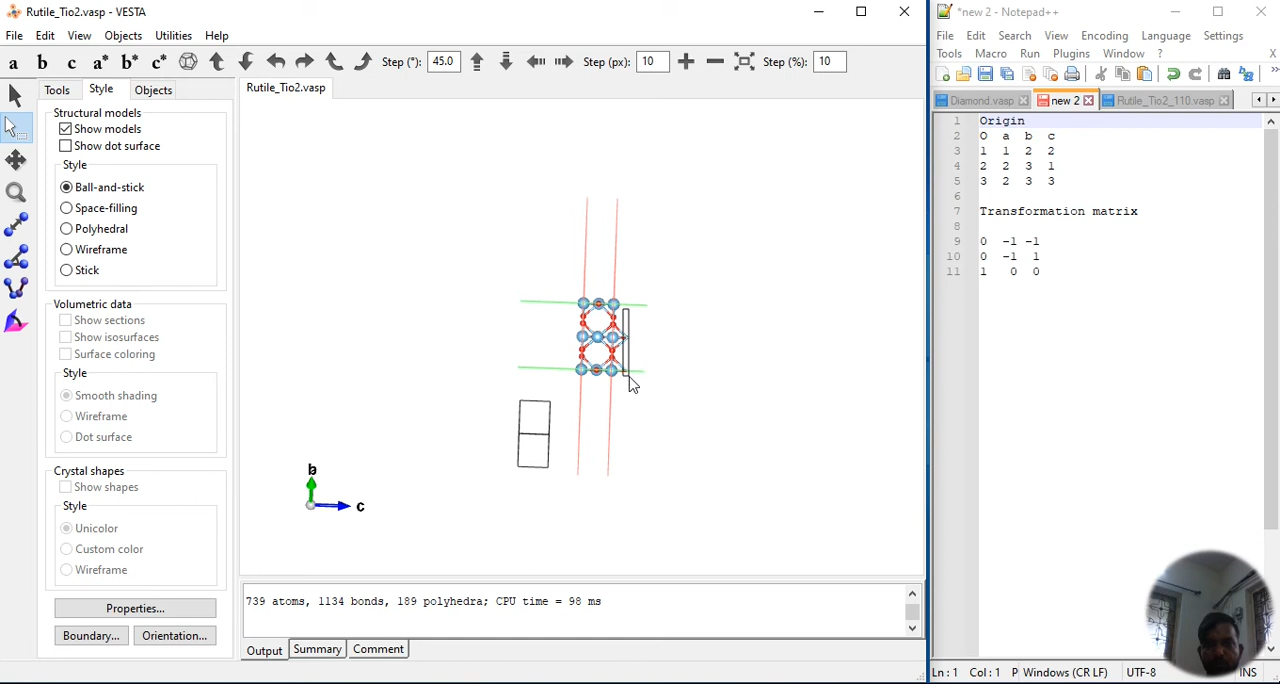 Rutile_Tio2.vasp - VESTA
File Edit View Objects Utilities Help
a b c a* b* c* Step (°): 45.0 Step (px): 10 Step (%): 10
Tools Style Objects
Rutile_Tio2.vasp
Structural models
Show models
Show dot surface
Style
Ball-and-stick
Space-filling
Polyhedral
Wireframe
Stick
Volumetric data
Show sections
Show isosurfaces
Surface coloring
Style
Smooth shading
Wireframe
Dot surface
Crystal shapes
Show shapes
Style
Unicolor
Custom color
Wireframe
Properties...
Boundary... Orientation...
b
c
739 atoms, 1134 bonds, 189 polyhedra; CPU time = 98 ms
Output Summary Comment
*new 2 - Notepad++
File Edit Search View Encoding Language Settings
Tools Macro Run Plugins Window ? X
Diamond.vasp new 2 Rutile_Tio2_110.vasp
1 Origin
2 O a b c
3 1 1 2 2
4 2 2 3 1
5 3 2 3 3
6
7 Transformation matrix
8
9 0 -1 -1
10 0 -1 1
11 1 0 0
Ln : 1 Col : 1 P Windows (CR LF) UTF-8 INS